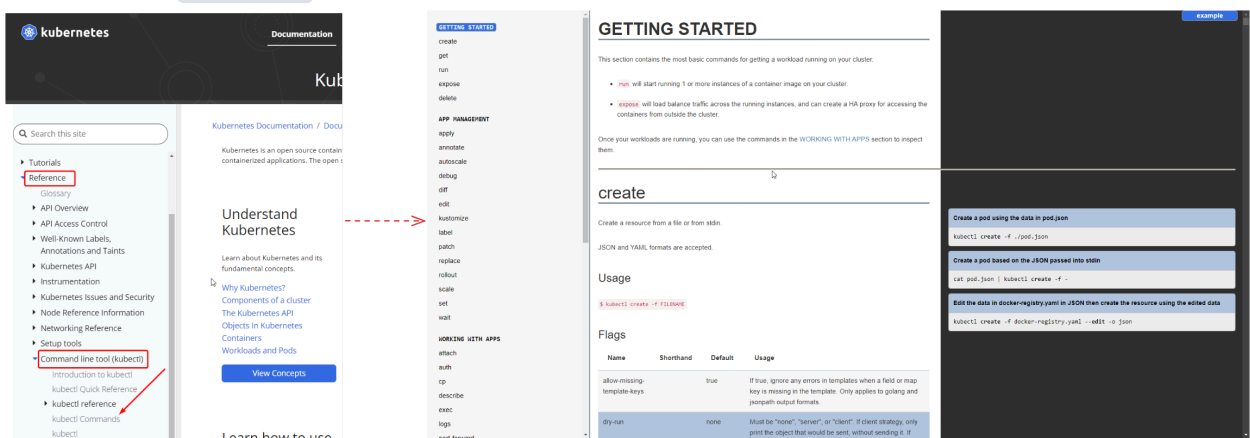 kubernetes
Documentation
Kub
Search this site
Tutorials
Reference
Glossary
API Overview
API Access Control
Well-Known Labels,
Annotations and Taints
Kubernetes API
Instrumentation
Kubernetes Issues and Security
Node Reference Information
Networking Reference
Setup tools
Command line tool (kubectl)
Introduction to kubectl
kubectl Quick Reference
kubectl reference
kubectl Commands
kubectl
Kubernetes Documentation / Docu
Kubernetes is an open source contain
containerized applications. The open s
Understand
Kubernetes
Learn about Kubernetes and its
fundamental concepts.
Why Kubernetes?
Components of a cluster
The Kubernetes API
Objects In Kubernetes
Containers
Workloads and Pods
View Concepts
Learn how to use
GETTING STARTED
create
get
run
expose
delete
APP MANAGEMENT
apply
annotate
autoscale
debug
diff
edit
kustomize
label
patch
replace
rollout
scale
set
wait
WORKING WITH APPS
attach
auth
cp
describe
exec
logs
port-forward
GETTING STARTED
This section contains the most basic commands for getting a workload running on your cluster.
run will start running 1 or more instances of a container image on your cluster.
expose will load balance traffic across the running instances, and can create a HA proxy for accessing the
containers from outside the cluster.
Once your workloads are running, you can use the commands in the WORKING WITH APPS section to inspect
them.
create
Create a resource from a file or from stdin.
JSON and YAML formats are accepted.
Usage
$ kubectl create -f FILENAME
Flags
Name Shorthand Default Usage
allow-missing-template-keys true If true, ignore any errors in templates when a field or map
key is missing in the template. Only applies to golang and
jsonpath output formats.
dry-run none Must be "none", "server", or "client". If client strategy, only
print the object that would be sent, without sending it. If
example
Create a pod using the data in pod.json
kubectl create -f ./pod.json
Create a pod based on the JSON passed into stdin
cat pod.json | kubectl create -f -
Edit the data in docker-registry.yaml in JSON then create the resource using the edited data
kubectl create -f docker-registry.yaml --edit -o json